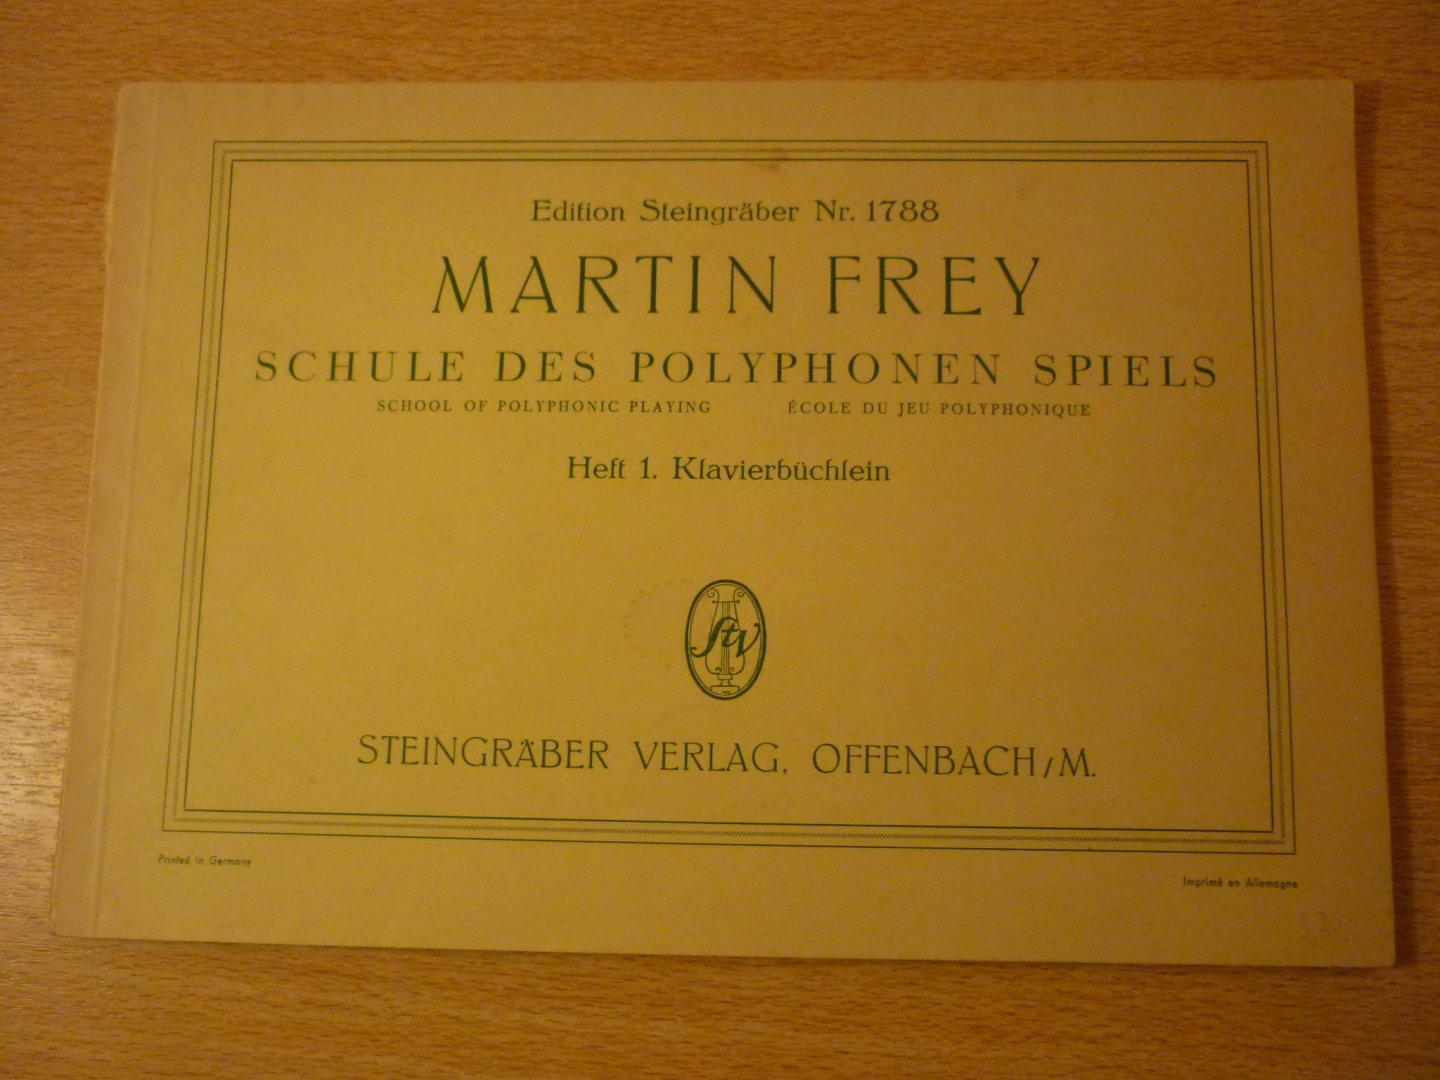 Edition Steingräber Nr. 1788
MARTIN FREY
SCHULE DES POLYPHONEN SPIELS
SCHOOL OF POLYPHONIC PLAYING ÉCOLE DU JEU POLYPHONIQUE
Heft 1. Klavierbüchlein
StV
STEINGRÄBER VERLAG, OFFENBACH/M.
Printed in Germany
Imprimé en Allemagne